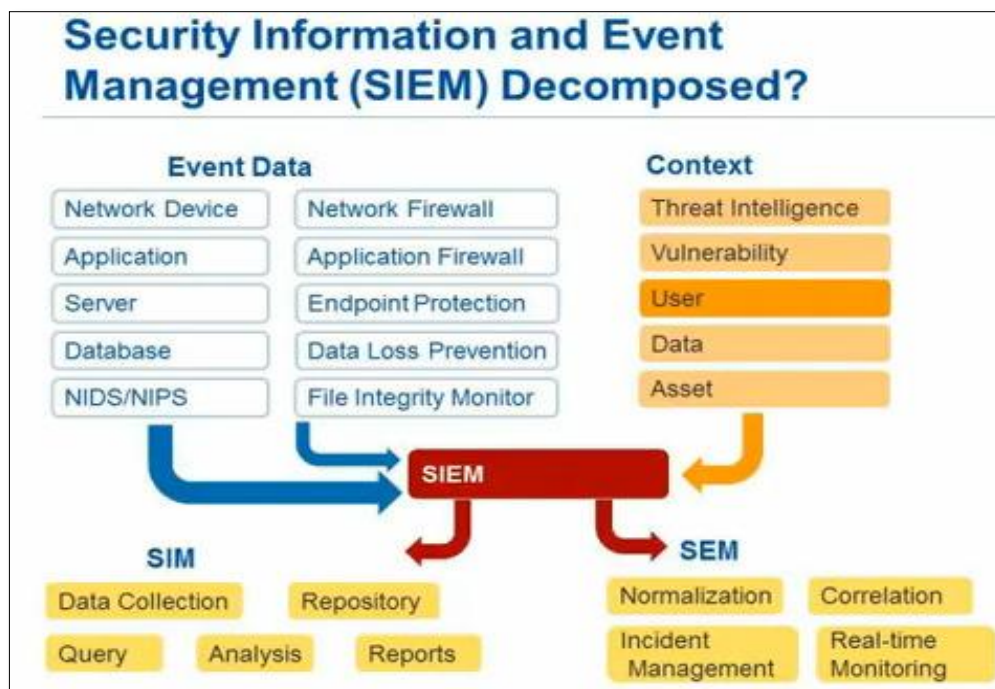 Security Information and Event
Management (SIEM) Decomposed?
Event Data
Network Device
Application
Server
Database
NIDS/NIPS
Network Firewall
Application Firewall
Endpoint Protection
Data Loss Prevention
File Integrity Monitor
Context
Threat Intelligence
Vulnerability
User
Data
Asset
SIEM
SIM
Data Collection
Repository
Query
Analysis
Reports
SEM
Normalization
Correlation
Incident
Management
Real-time
Monitoring